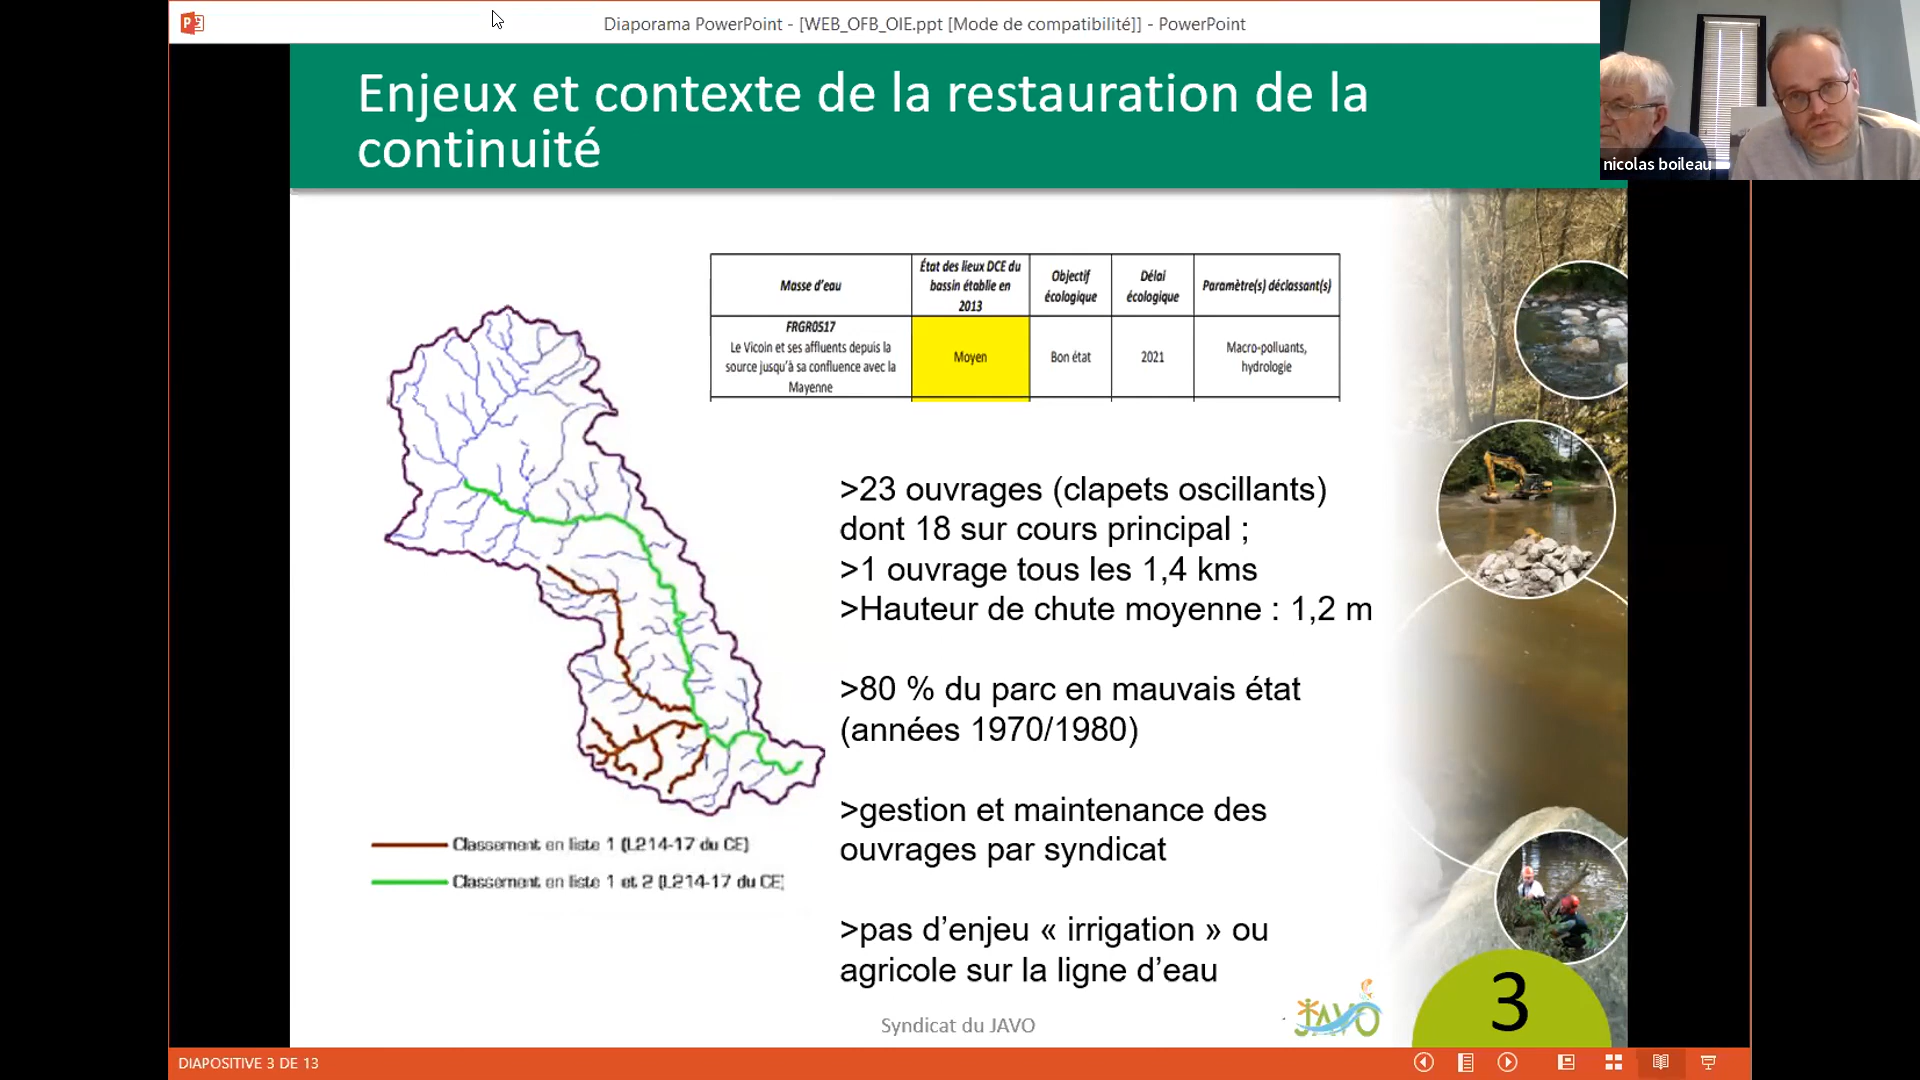 Diaporama PowerPoint - [WEB_OFB_OIE.ppt [Mode de compatibilité]] - PowerPoint
nicolas boileau
Enjeux et contexte de la restauration de la
continuité
Masse d'eau
État des lieux DCE du
bassin établie en
2013
Objectif
écologique
Délai
écologique
Paramètre(s) déclassant(s)
FRGR0517
Le Vicoin et ses affluents depuis la
source jusqu'à sa confluence avec la
Mayenne
Moyen
Bon état
2021
Macro-polluants,
hydrologie
>23 ouvrages (clapets oscillants)
dont 18 sur cours principal ;
>1 ouvrage tous les 1,4 kms
>Hauteur de chute moyenne : 1,2 m
>80 % du parc en mauvais état
(années 1970/1980)
>gestion et maintenance des
ouvrages par syndicat
>pas d'enjeu « irrigation » ou
agricole sur la ligne d'eau
Classement en liste 1 (L214-17 du CE)
Classement en liste 1 et 2 (L214-17 du CE)
Syndicat du JAVO
JAVO
3
DIAPOSITIVE 3 DE 13